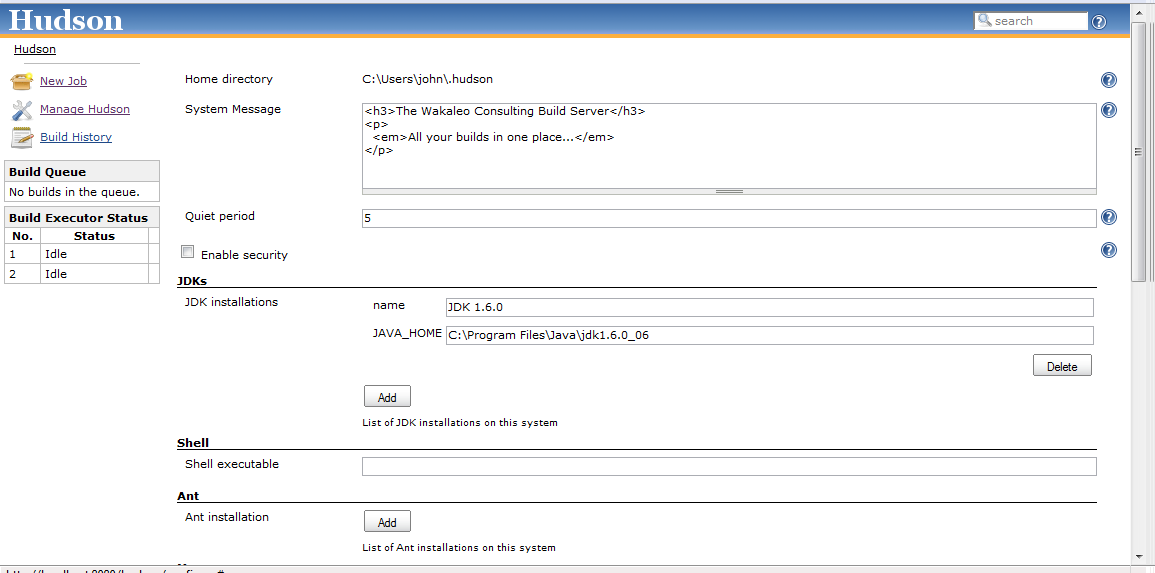 Hudson
search
Hudson
New Job
Manage Hudson
Build History
Build Queue
No builds in the queue.
Build Executor Status
No. Status
1 Idle
2 Idle
Home directory C:\Users\john\.hudson
System Message
<h3>The Wakaleo Consulting Build Server</h3>
<p>
<em>All your builds in one place...</em>
</p>
Quiet period 5
Enable security
JDKs
JDK installations
name JDK 1.6.0
JAVA_HOME C:\Program Files\Java\jdk1.6.0_06
Delete
Add
List of JDK installations on this system
Shell
Shell executable
Ant
Ant installation
Add
List of Ant installations on this system